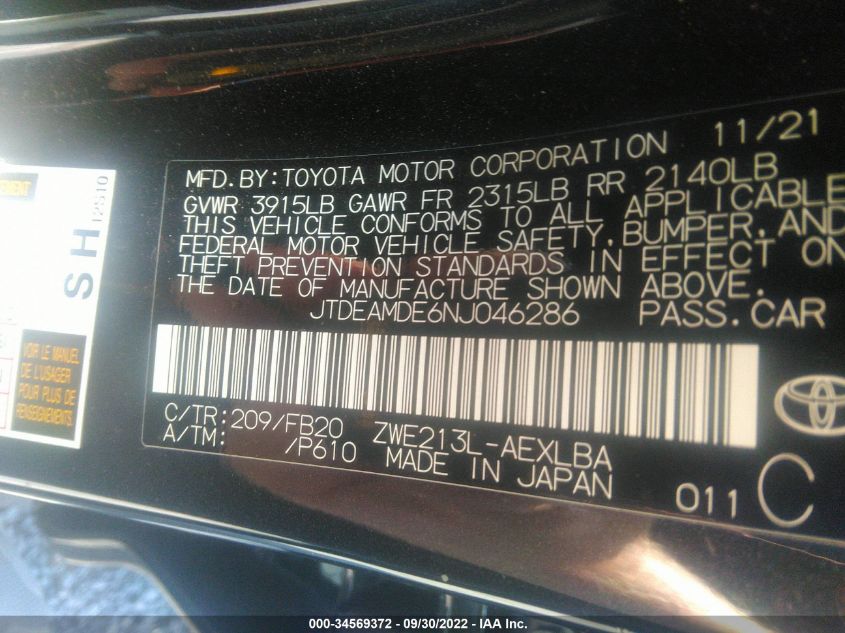 11/21
MFD.BY:TOYOTA MOTOR CORPORATION
GVWR 3915LB GAWR FR 2315LB RR 2140LB
THIS VEHICLE CONFORMS TO ALL APPLICABLE
FEDERAL MOTOR VEHICLE SAFETY,BUMPER,AND
THEFT PREVENTION STANDARDS IN EFFECT ON
THE DATE OF MANUFACTURE SHOWN ABOVE.
JTDEAMDE6NJ046286 PASS.CAR
C/TR:209/FB20 ZWE213L-AEXLBA
A/TM: /P610 MADE IN JAPAN
011 C
SH
12S10
VOIR LE MANUEL
DE L'USAGER
POUR PLUS DE
RENSEIGNEMENTS
000-34569372 - 09/30/2022 - IAA Inc.